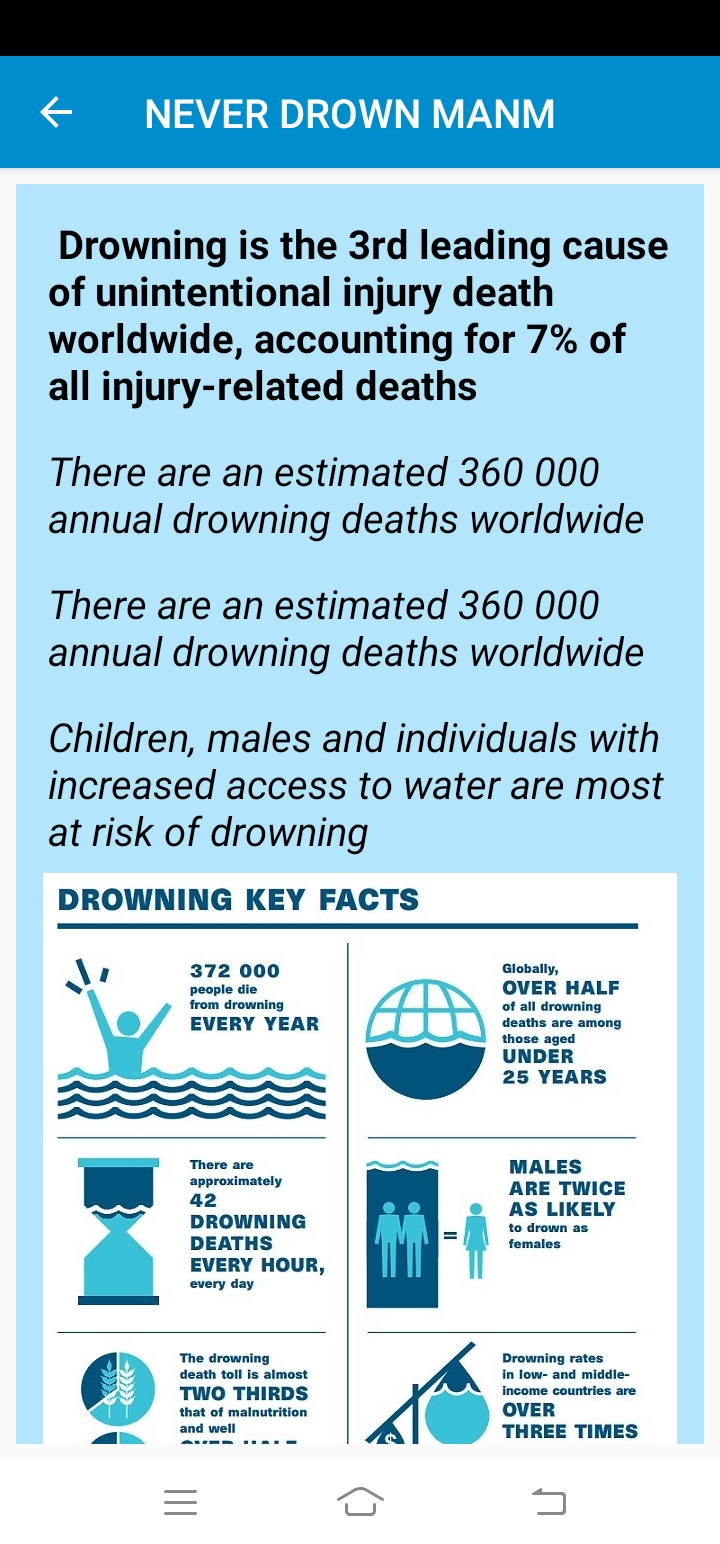 NEVER DROWN MANM
Drowning is the 3rd leading cause
of unintentional injury death
worldwide, accounting for 7% of
all injury-related deaths
There are an estimated 360 000
annual drowning deaths worldwide
There are an estimated 360 000
annual drowning deaths worldwide
Children, males and individuals with
increased access to water are most
at risk of drowning
DROWNING KEY FACTS
372 000
people die
from drowning
EVERY YEAR
Globally,
OVER HALF
of all drowning
deaths are among
those aged
UNDER
25 YEARS
There are
approximately
42
DROWNING
DEATHS
EVERY HOUR,
every day
MALES
ARE TWICE
AS LIKELY
to drown as
females
=
The drowning
death toll is almost
TWO THIRDS
that of malnutrition
and well
Drowning rates
in low- and middle-
income countries are
OVER
THREE TIMES
$